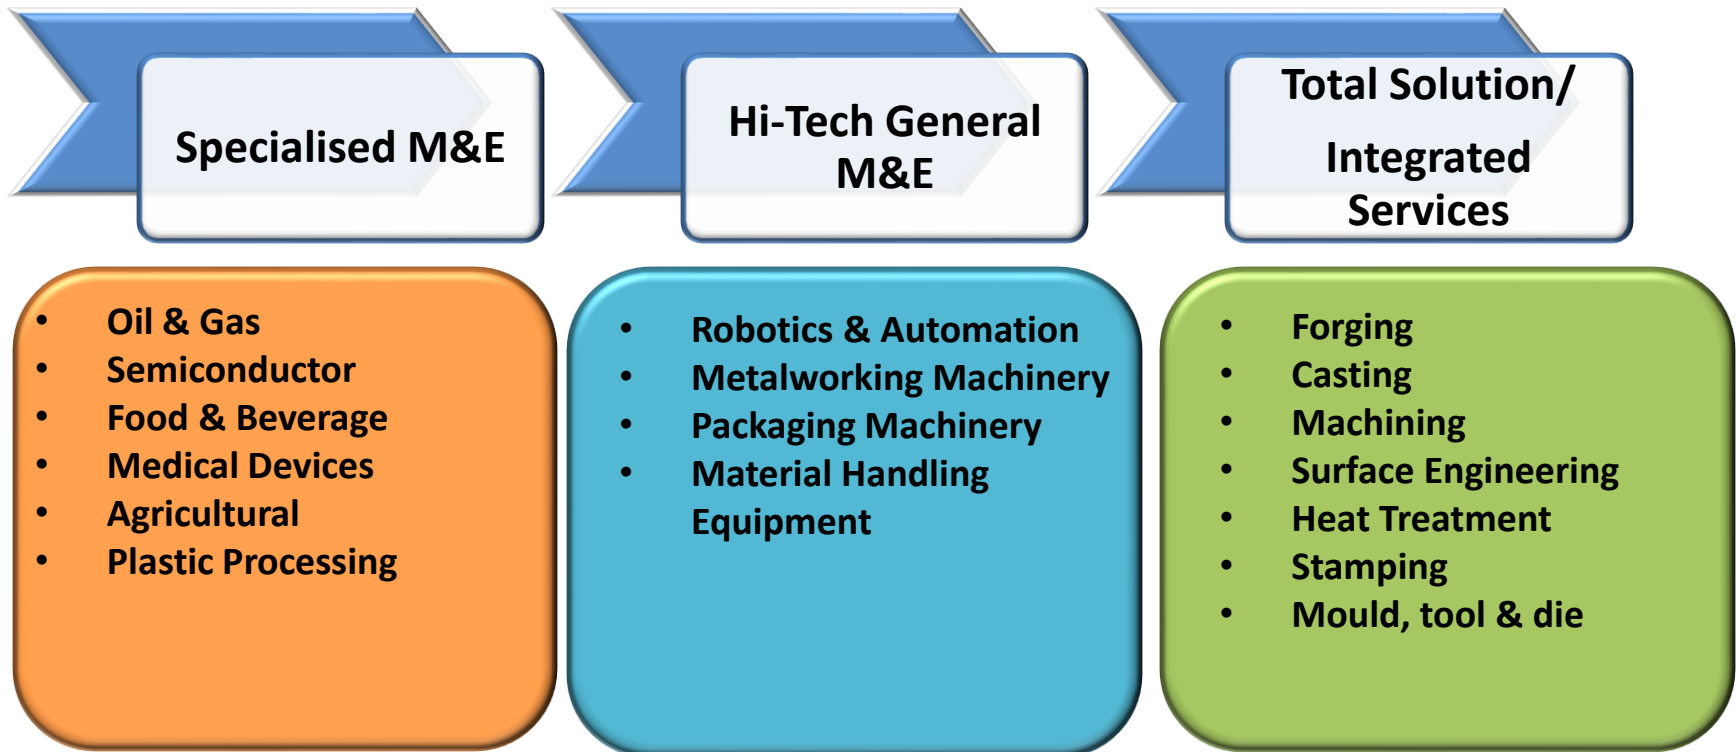 Specialised M&E
Hi-Tech General
M&E
Total Solution/
Integrated
Services
• Oil & Gas
• Semiconductor
• Food & Beverage
• Medical Devices
• Agricultural
• Plastic Processing
• Robotics & Automation
• Metalworking Machinery
• Packaging Machinery
• Material Handling
Equipment
• Forging
• Casting
• Machining
• Surface Engineering
• Heat Treatment
• Stamping
• Mould, tool & die